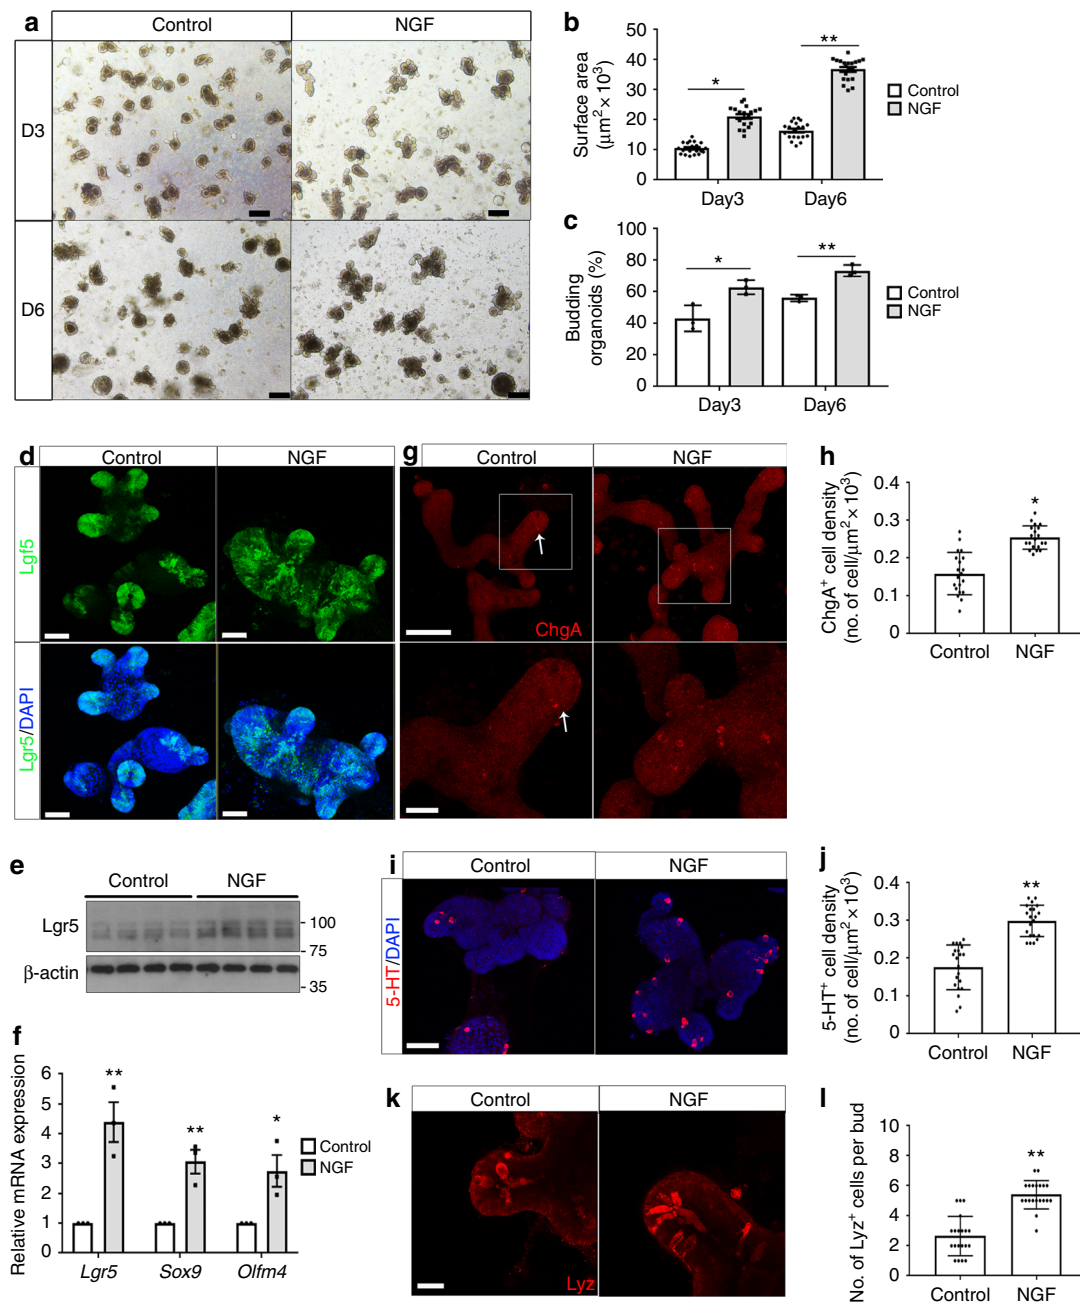 a
Control
NGF
D3
D6
b
Surface area
(μm² × 10³)
50
40
30
20
10
0
*
**
Day3
Day6
Control
NGF
c
Budding
organoids (%)
100
80
60
40
20
0
*
**
Day3
Day6
Control
NGF
d
Control
NGF
Lgf5
Lgr5/DAPI
g
Control
NGF
ChgA
h
ChgA⁺ cell density
(no. of cell/μm² × 10³)
0.4
0.3
0.2
0.1
0
*
Control
NGF
e
Control
NGF
Lgr5
β-actin
100
75
35
f
Relative mRNA expression
6
5
4
3
2
1
0
**
**
*
Lgr5
Sox9
Olfm4
Control
NGF
i
Control
NGF
5-HT/DAPI
j
5-HT⁺ cell density
(no. of cell/μm² × 10³)
0.4
0.3
0.2
0.1
0
**
Control
NGF
k
Control
NGF
Lyz
l
No. of Lyz⁺ cells per bud
10
8
6
4
2
0
**
Control
NGF